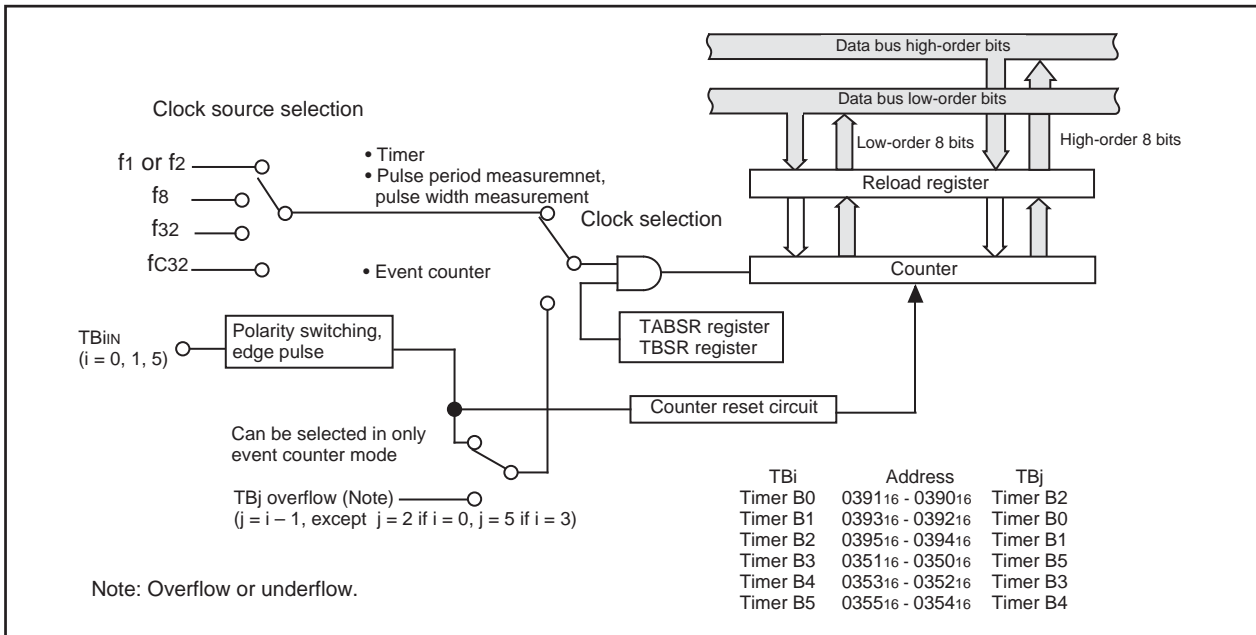 Data bus high-order bits
Data bus low-order bits
Clock source selection
Low-order 8 bits
High-order 8 bits
f1 or f2
• Timer
• Pulse period measuremnet,
pulse width measurement
f8
Reload register
Clock selection
f32
fC32
• Event counter
Counter
TBiIN
(i = 0, 1, 5)
Polarity switching,
edge pulse
TABSR register
TBSR register
Counter reset circuit
Can be selected in only
event counter mode
TBj overflow (Note)
(j = i – 1, except j = 2 if i = 0, j = 5 if i = 3)
TBi Address TBj
Timer B0 039116 - 039016 Timer B2
Timer B1 039316 - 039216 Timer B0
Timer B2 039516 - 039416 Timer B1
Timer B3 035116 - 035016 Timer B5
Timer B4 035316 - 035216 Timer B3
Timer B5 035516 - 035416 Timer B4
Note: Overflow or underflow.